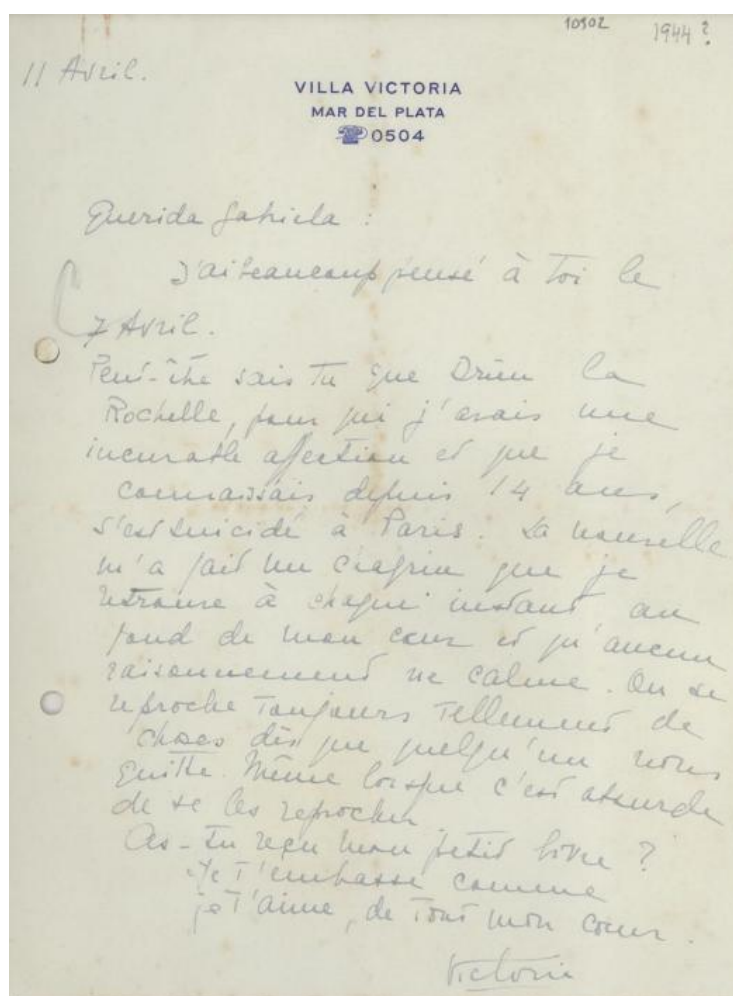 10902
1944?
11 Avril.
VILLA VICTORIA
MAR DEL PLATA
☎ 0504
Querida Gabriela :
J'ai beaucoup pensé à toi le
7 Avril.
Peut-être sais tu que Drieu la
Rochelle, pour qui j'avais une
incurable affection et que je
connaissais depuis 14 ans,
s'est suicidé à Paris. La nouvelle
m'a fait un chagrin que je
retrouve à chaque instant au
fond de mon cœur et qu'aucun
raisonnement ne calme. On se
reproche toujours tellement de
choses dès que quelqu'un nous
quitte. Même lorsque c'est absurde
de se les reprocher.
As-tu reçu mon petit livre ?
Je t'embrasse comme
je t'aime, de tout mon cœur.
Victoria